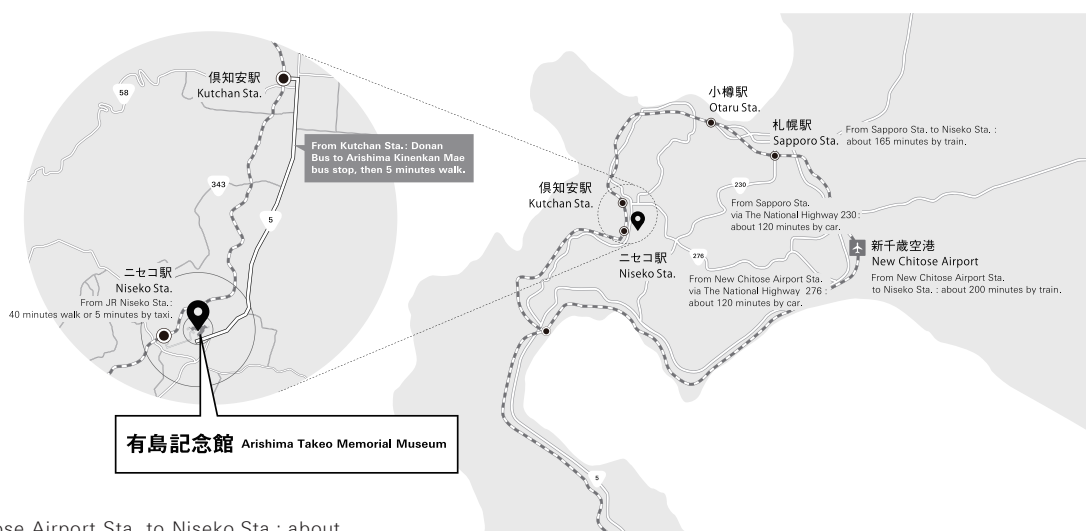 58
倶知安駅
Kutchan Sta.
From Kutchan Sta.: Donan
Bus to Arishima Kinenkan Mae
bus stop, then 5 minutes walk.
343
5
ニセコ駅
Niseko Sta.
From JR Niseko Sta.:
40 minutes walk or 5 minutes by taxi.
有島記念館 Arishima Takeo Memorial Museum
小樽駅
Otaru Sta.
札幌駅
Sapporo Sta.
From Sapporo Sta. to Niseko Sta. :
about 165 minutes by train.
倶知安駅
Kutchan Sta.
230
From Sapporo Sta.
via The National Highway 230 :
about 120 minutes by car.
ニセコ駅
Niseko Sta.
276
From New Chitose Airport Sta.
via The National Highway 276 :
about 120 minutes by car.
新千歳空港
New Chitose Airport
From New Chitose Airport Sta.
to Niseko Sta. : about 200 minutes by train.
5
ose Airport Sta. to Niseko Sta.: about